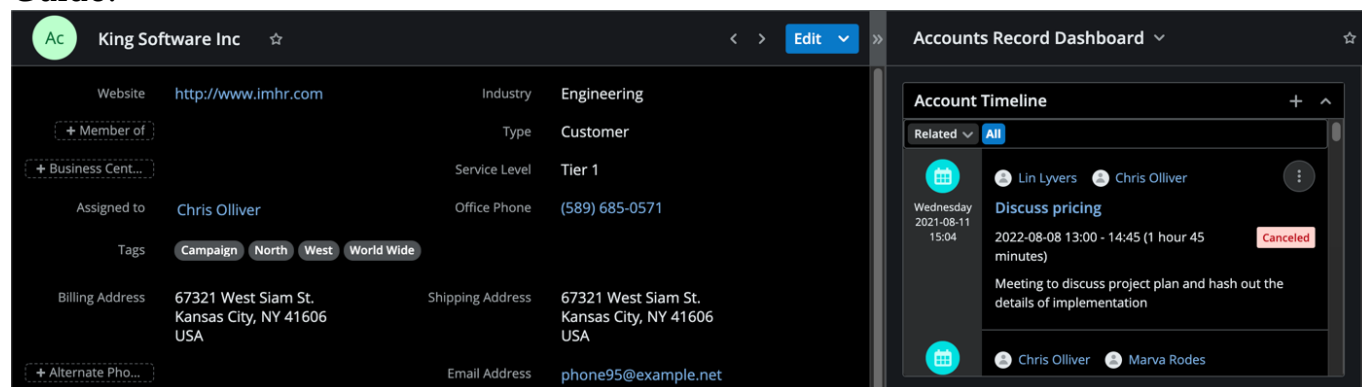 Guide.
Ac King Software Inc Edit
Website http://www.imhr.com Industry Engineering
+ Member of Type Customer
+ Business Cent... Service Level Tier 1
Assigned to Chris Olliver Office Phone (589) 685-0571
Tags Campaign North West World Wide
Billing Address 67321 West Siam St. Shipping Address 67321 West Siam St.
Kansas City, NY 41606 Kansas City, NY 41606
USA USA
+ Alternate Pho... Email Address phone95@example.net
Accounts Record Dashboard
Account Timeline
Related All
Lin Lyvers Chris Olliver
Wednesday Discuss pricing
2021-08-11
15:04 2022-08-08 13:00 - 14:45 (1 hour 45 Canceled
minutes)
Meeting to discuss project plan and hash out the
details of implementation
Chris Olliver Marva Rodes